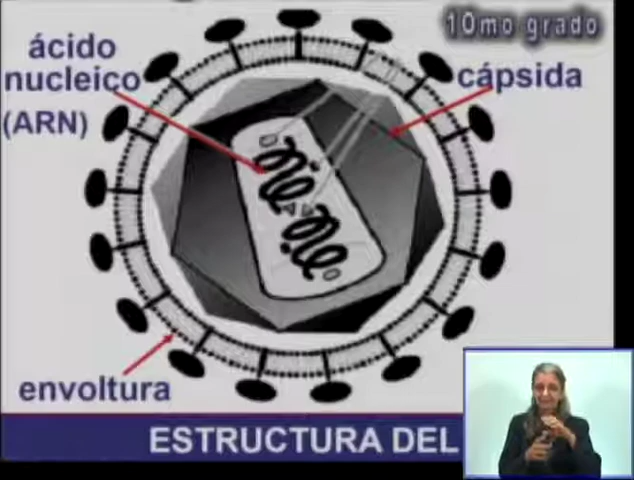 10mo grado
ácido
nucleico
(ARN)
cápsida
envoltura
ESTRUCTURA DEL